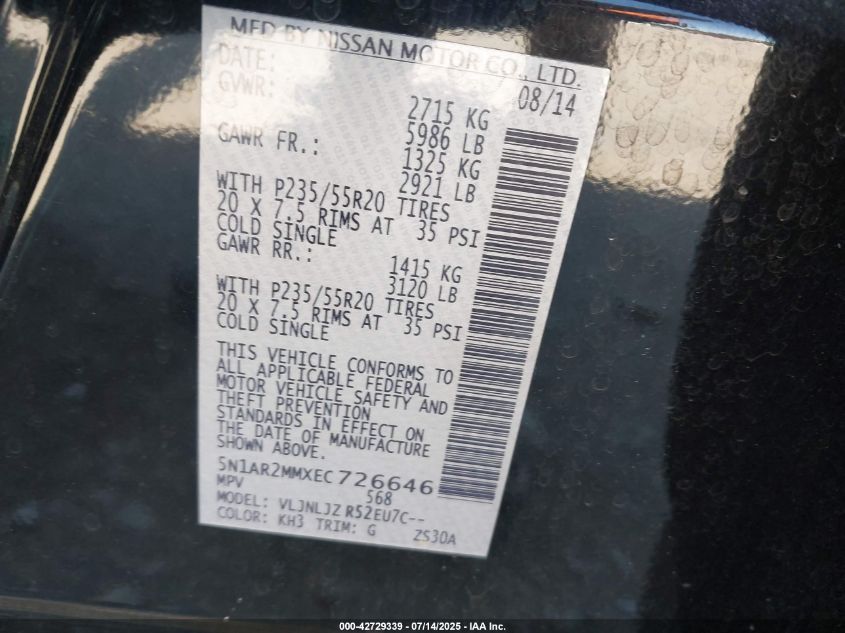 MFD BY NISSAN MOTOR CO., LTD.
DATE: 08/14
GVWR: 2715 KG
5986 LB
GAWR FR.: 1325 KG
2921 LB
WITH P235/55R20 TIRES
20 X 7.5 RIMS AT 35 PSI
COLD SINGLE
GAWR RR.: 1415 KG
3120 LB
WITH P235/55R20 TIRES
20 X 7.5 RIMS AT 35 PSI
COLD SINGLE
THIS VEHICLE CONFORMS TO
ALL APPLICABLE FEDERAL
MOTOR VEHICLE SAFETY AND
THEFT PREVENTION
STANDARDS IN EFFECT ON
THE DATE OF MANUFACTURE
SHOWN ABOVE.
5N1AR2MMXEC726646
MPV 568
MODEL: VLJNLJZ R52EU7C--
COLOR: KH3 TRIM: G ZS30A
000-42729339 - 07/14/2025 - IAA Inc.